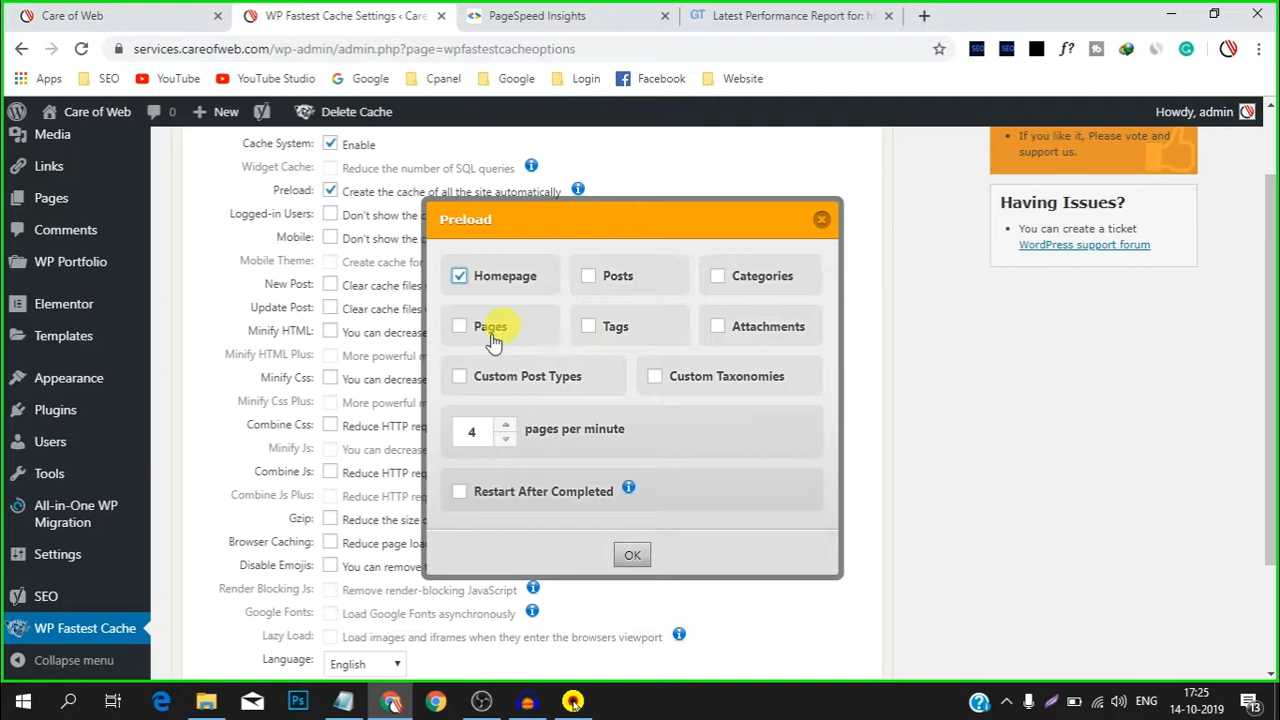 Care of Web
WP Fastest Cache Settings ‹ Care
PageSpeed Insights
GT Latest Performance Report for: h
services.careofweb.com/wp-admin/admin.php?page=wpfastestcacheoptions
SEO SEO f?
Apps SEO YouTube YouTube Studio Google Cpanel Google Login Facebook Website
Care of Web 0 New Delete Cache Howdy, admin
Media
Links
Pages
Comments
WP Portfolio
Elementor
Templates
Appearance
Plugins
Users
Tools
All-in-One WP
Migration
Settings
SEO
WP Fastest Cache
Collapse menu
Cache System: Enable
Widget Cache: Reduce the number of SQL queries
Preload: Create the cache of all the site automatically
Logged-in Users: Don't show the c
Mobile: Don't show the c
Mobile Theme: Create cache fo
New Post: Clear cache files
Update Post: Clear cache files
Minify HTML: You can decrease
Minify HTML Plus: More powerful m
Minify Css: You can decrease
Minify Css Plus: More powerful m
Combine Css: Reduce HTTP req
Minify Js: You can decrease
Combine Js: Reduce HTTP req
Combine Js Plus: Reduce HTTP req
Gzip: Reduce the size o
Browser Caching: Reduce page loa
Disable Emojis: You can remove t
Render Blocking Js: Remove render-blocking JavaScript
Google Fonts: Load Google Fonts asynchronously
Lazy Load: Load images and iframes when they enter the browsers viewport
Language: English
Preload
Homepage Posts Categories
Pages Tags Attachments
Custom Post Types Custom Taxonomies
4 pages per minute
Restart After Completed
OK
If you like it, Please vote and
support us.
Having Issues?
You can create a ticket
WordPress support forum
ENG
17:25
14-10-2019
13